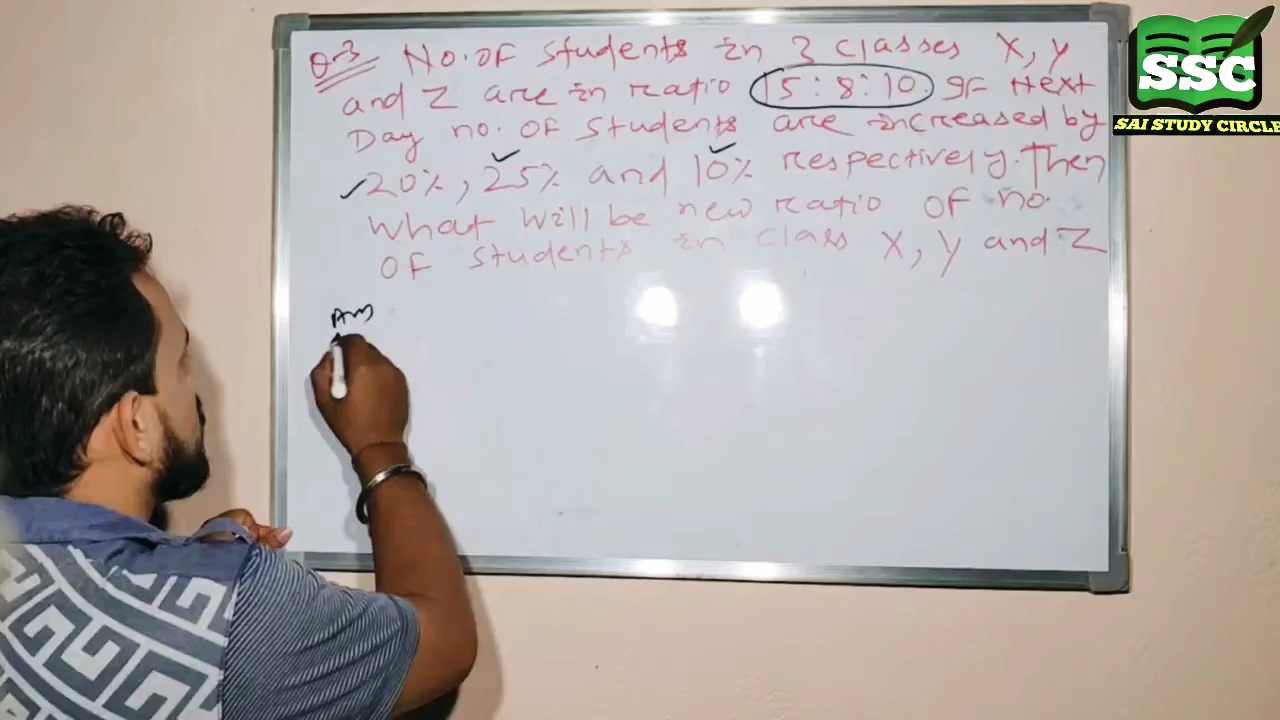 Q-3 No. of students in 3 classes X, Y
and Z are in ratio 15 : 8 : 10. If Next
Day no. of students are increased by
20%, 25% and 10% respectively. Then
What will be new ratio of no.
of students in class X, Y and Z
Ans
SSC
SAI STUDY CIRCLE